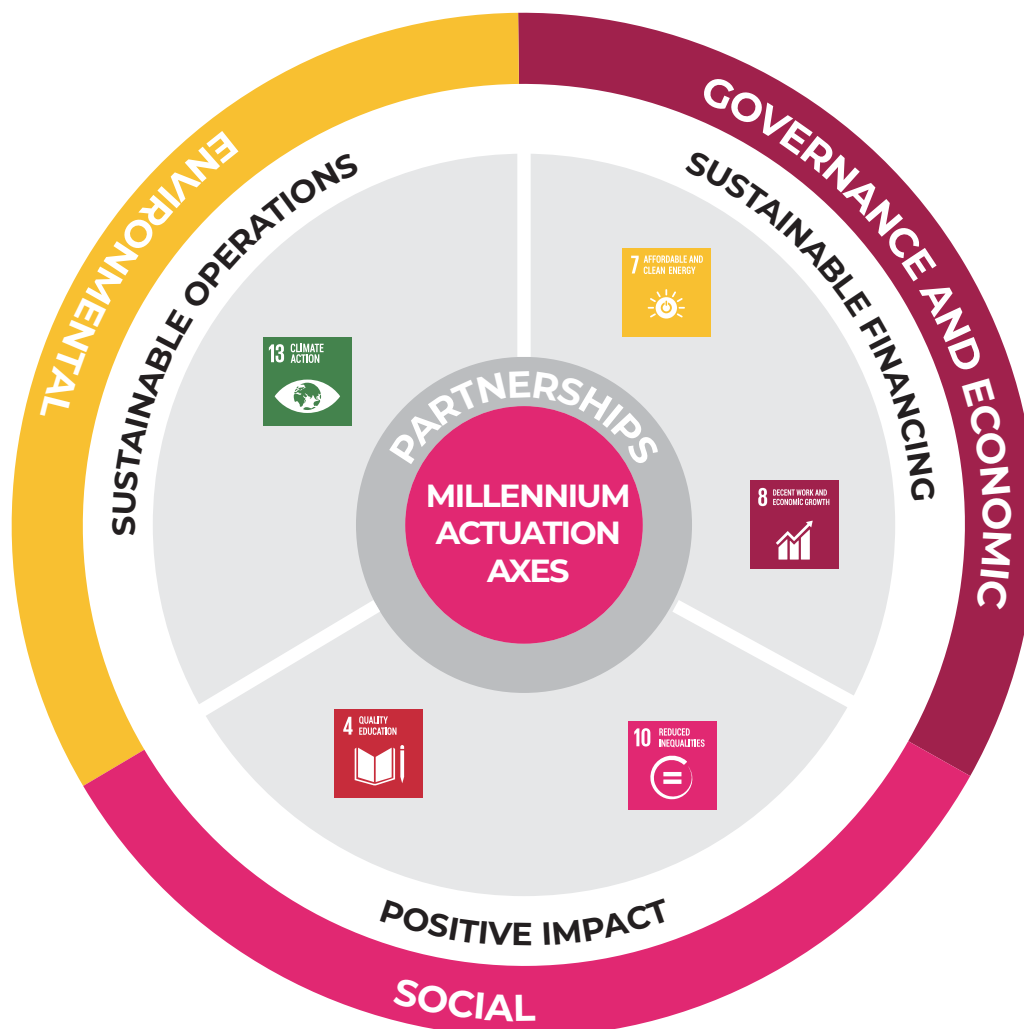 ENVIRONMENTAL
GOVERNANCE AND ECONOMIC
SUSTAINABLE OPERATIONS
SUSTAINABLE FINANCING
7 AFFORDABLE AND
CLEAN ENERGY
13 CLIMATE
ACTION
PARTNERSHIPS
MILLENNIUM
ACTUATION
AXES
8 DECENT WORK AND
ECONOMIC GROWTH
4 QUALITY
EDUCATION
10 REDUCED
INEQUALITIES
POSITIVE IMPACT
SOCIAL